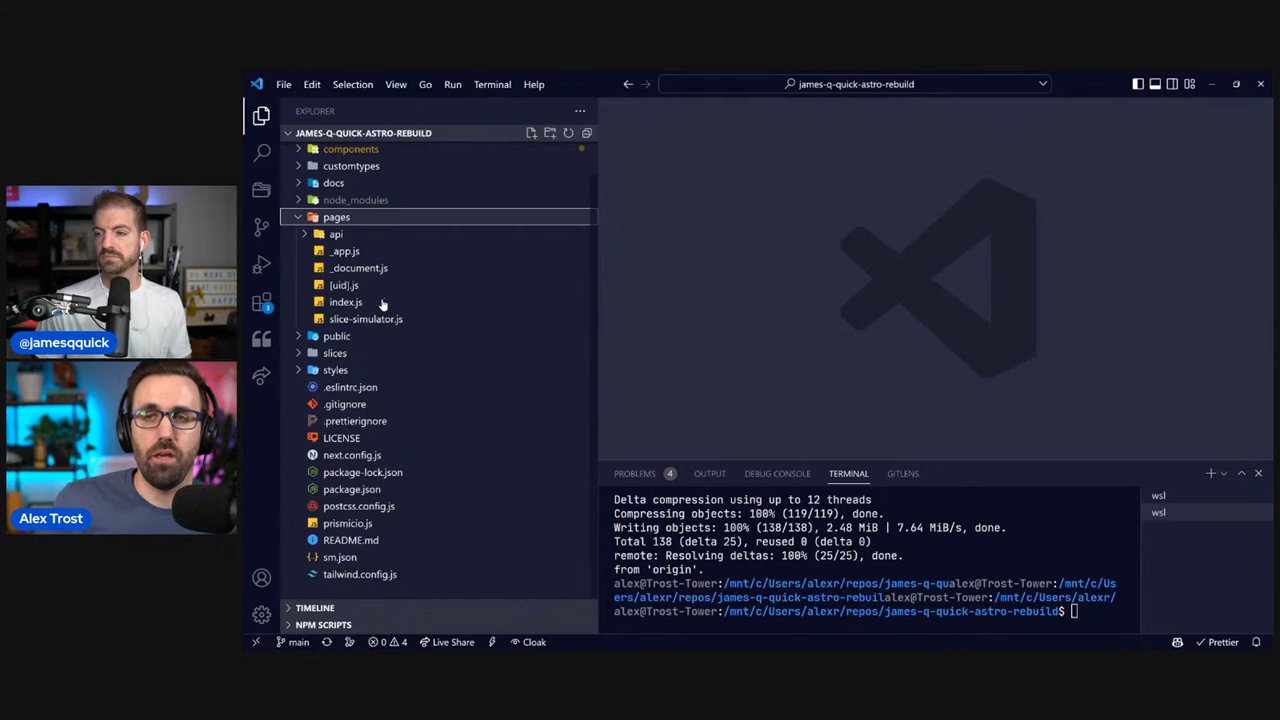 File Edit Selection View Go Run Terminal Help
james-q-quick-astro-rebuild
EXPLORER
JAMES-Q-QUICK-ASTRO-REBUILD
components
customtypes
docs
node_modules
pages
api
_app.js
_document.js
[uid].js
index.js
slice-simulator.js
public
slices
styles
.eslintrc.json
.gitignore
.prettierignore
LICENSE
next.config.js
package-lock.json
package.json
postcss.config.js
prismicio.js
README.md
sm.json
tailwind.config.js
TIMELINE
NPM SCRIPTS
1
@jamesqquick
Alex Trost
PROBLEMS 4 OUTPUT DEBUG CONSOLE TERMINAL GITLENS
Delta compression using up to 12 threads
Compressing objects: 100% (119/119), done.
Writing objects: 100% (138/138), 2.48 MiB | 7.64 MiB/s, done.
Total 138 (delta 25), reused 0 (delta 0)
remote: Resolving deltas: 100% (25/25), done.
from 'origin'.
alex@Trost-Tower:/mnt/c/Users/alexr/repos/james-q-qualex@Trost-Tower:/mnt/c/Us
ers/alexr/repos/james-q-quick-astro-rebuilalex@Trost-Tower:/mnt/c/Users/alexr/
alex@Trost-Tower:/mnt/c/Users/alexr/repos/james-q-quick-astro-rebuild$
wsl
wsl
main 0 4 Live Share Cloak Prettier